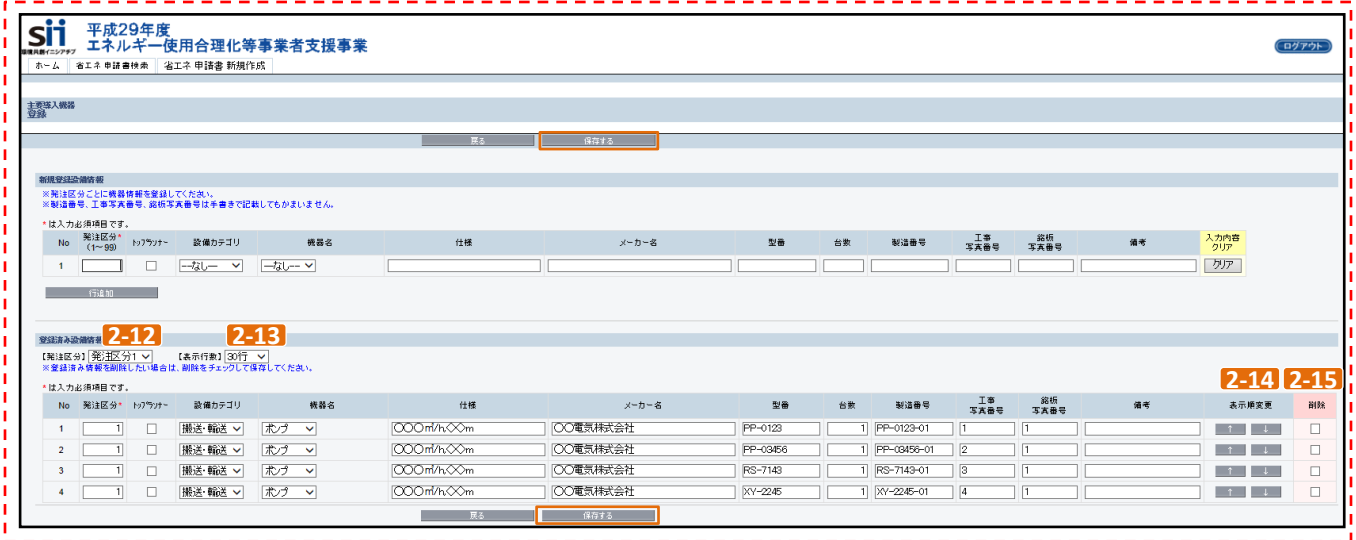 sii 平成29年度
環境共創イニシアチブ エネルギー使用合理化等事業者支援事業
ログアウト
ホーム 省エネ 申請書検索 省エネ 申請書 新規作成
主要導入機器
登録
戻る 保存する
新規登録設備情報
※発注区分ごとに機器情報を登録してください。
※製造番号、工事写真番号、銘板写真番号は手書きで記載してもかまいません。
*は入力必須項目です。
No 発注区分* (1～99) トップランナー 設備カテゴリ 機器名 仕様 メーカー名 型番 台数 製造番号 工事写真番号 銘板写真番号 備考 入力内容クリア
1 --なし-- --なし-- クリア
行追加
2-12 2-13
登録済み設備情報
【発注区分】 発注区分1 【表示行数】 30行
※登録済み情報を削除したい場合は、削除をチェックして保存してください。
2-14 2-15
*は入力必須項目です。
No 発注区分* トップランナー 設備カテゴリ 機器名 仕様 メーカー名 型番 台数 製造番号 工事写真番号 銘板写真番号 備考 表示順変更 削除
1 1 搬送・輸送 ポンプ 〇〇〇㎥/h,◇◇m 〇〇電気株式会社 PP-0123 1 PP-0123-01 1 1 ↑ ↓
2 1 搬送・輸送 ポンプ 〇〇〇㎥/h,◇◇m 〇〇電気株式会社 PP-03456 1 PP-03456-01 2 1 ↑ ↓
3 1 搬送・輸送 ポンプ 〇〇〇㎥/h,◇◇m 〇〇電気株式会社 RS-7143 1 RS-7143-01 3 1 ↑ ↓
4 1 搬送・輸送 ポンプ 〇〇〇㎥/h,◇◇m 〇〇電気株式会社 XY-2245 1 XY-2245-01 4 1 ↑ ↓
戻る 保存する